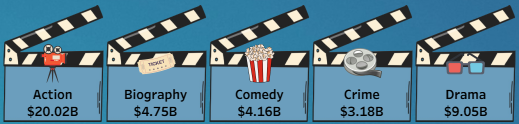 TICKET
Action
$20.02B
Biography
$4.75B
Comedy
$4.16B
Crime
$3.18B
Drama
$9.05B